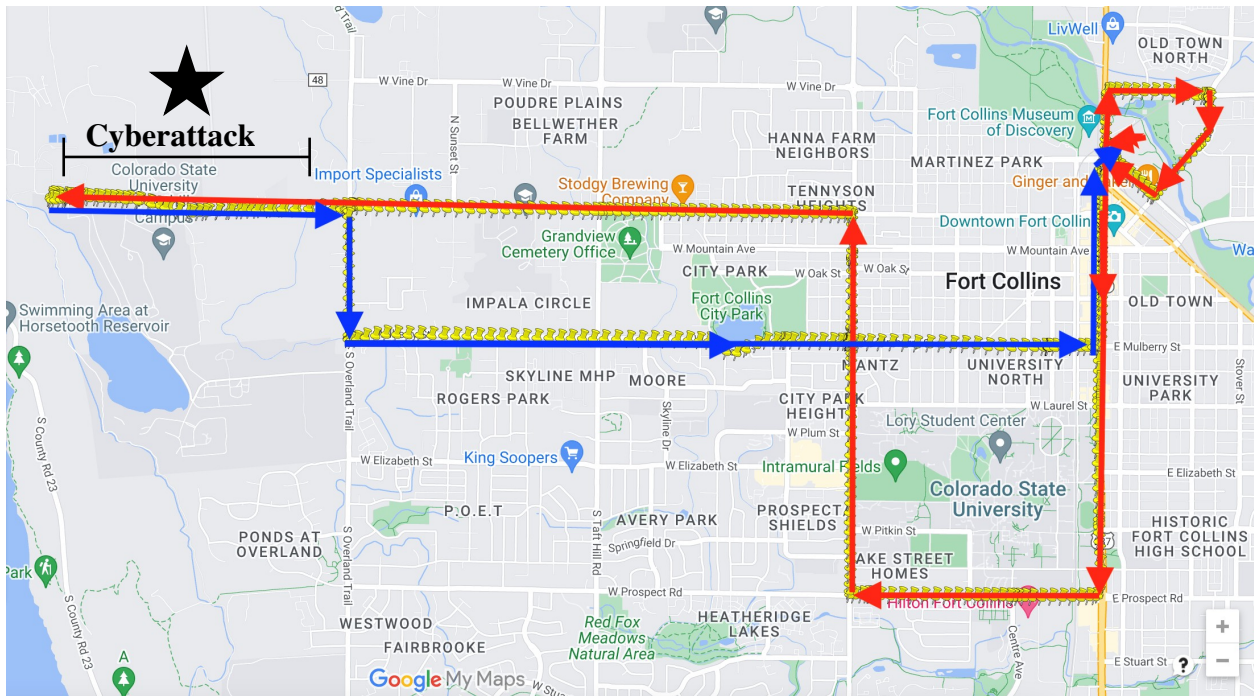 LivWell
OLD TOWN
NORTH
48
W Vine Dr
W Vine Dr
W Vine Dr
POUDRE PLAINS
BELLWETHER
FARM
N Sunset St
Fort Collins Museum
of Discovery
HANNA FARM
NEIGHBORS
MARTINEZ PARK
Cyberattack
Colorado State
University
Campus
Import Specialists
Stodgy Brewing
Company
TENNYSON
HEIGHTS
Ginger and
Downtown Fort Collin
Grandview
Cemetery Office
W Mountain Ave
W Mountain Ave
Wa
CITY PARK
W Oak St
W Oak St
Fort Collins
Fort Collins
City Park
IMPALA CIRCLE
OLD TOWN
Swimming Area at
Horsetooth Reservoir
E Mulberry St
S Overland Trail
SKYLINE MHP
MOORE
MANTZ
UNIVERSITY
NORTH
UNIVERSITY
PARK
Stover St
ROGERS PARK
CITY PARK
HEIGHTS
W Laurel St
Skyline Dr
Lory Student Center
S County Rd 23
W Plum St
King Soopers
W Elizabeth St
W Elizabeth St
Intramural Fields
E Elizabeth St
Colorado State
University
P.O.E.T
AVERY PARK
PROSPECT
SHIELDS
W Pitkin St
HISTORIC
FORT COLLINS
HIGH SCHOOL
PONDS AT
OVERLAND
S Overland Trail
S Taft Hill Rd
Springfield Dr
LAKE STREET
HOMES
Park
W Prospect Rd
E Prospect Rd
Hilton Fort Collins
S County Rd 23
WESTWOOD
Red Fox
Meadows
Natural Area
HEATHERIDGE
LAKES
Centre Ave
FAIRBROOKE
A
E Stuart St
?
+
−
Google My Maps